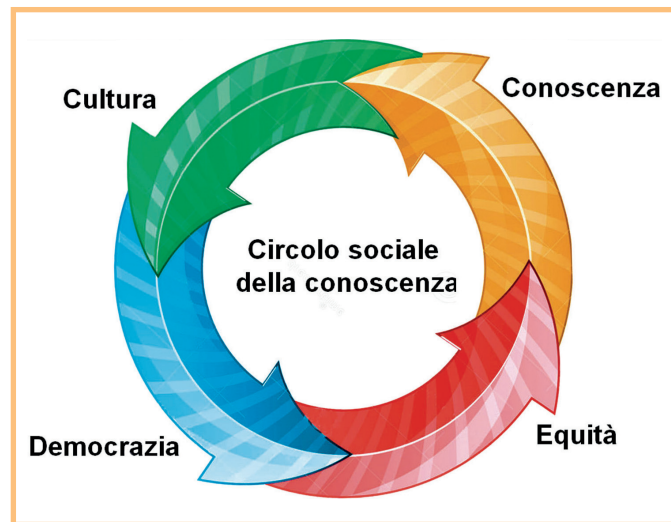 Cultura
Conoscenza
Circolo sociale
della conoscenza
Democrazia
Equità